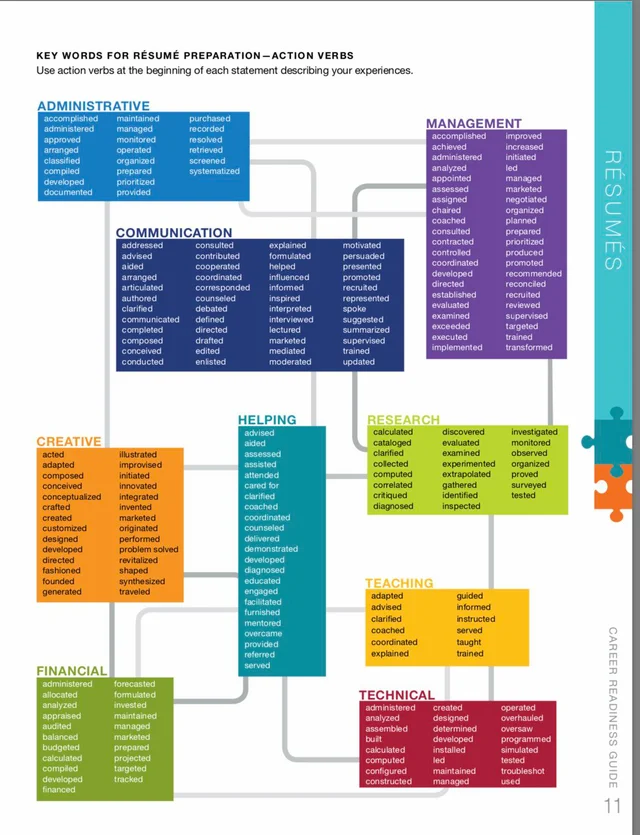 KEY WORDS FOR RÉSUMÉ PREPARATION—ACTION VERBS
Use action verbs at the beginning of each statement describing your experiences.
ADMINISTRATIVE
accomplished
administered
approved
arranged
classified
compiled
developed
documented
maintained
managed
monitored
operated
organized
prepared
prioritized
provided
purchased
recorded
resolved
retrieved
screened
systematized
MANAGEMENT
accomplished
achieved
administered
analyzed
appointed
assessed
assigned
chaired
coached
consulted
contracted
controlled
coordinated
developed
directed
established
evaluated
examined
exceeded
executed
implemented
improved
increased
initiated
led
managed
marketed
negotiated
organized
planned
prepared
prioritized
produced
promoted
recommended
reconciled
recruited
reviewed
supervised
targeted
trained
transformed
COMMUNICATION
addressed
advised
aided
arranged
articulated
authored
clarified
communicated
completed
composed
conceived
conducted
consulted
contributed
cooperated
coordinated
corresponded
counseled
debated
defined
directed
drafted
edited
enlisted
explained
formulated
helped
influenced
informed
inspired
interpreted
interviewed
lectured
marketed
mediated
moderated
motivated
persuaded
presented
promoted
recruited
represented
spoke
suggested
summarized
supervised
trained
updated
HELPING
advised
aided
assessed
assisted
attended
cared for
clarified
coached
coordinated
counseled
delivered
demonstrated
developed
diagnosed
educated
engaged
facilitated
furnished
mentored
overcame
provided
referred
served
RESEARCH
calculated
cataloged
clarified
collected
computed
correlated
critiqued
diagnosed
discovered
evaluated
examined
experimented
extrapolated
gathered
identified
inspected
investigated
monitored
observed
organized
proved
surveyed
tested
CREATIVE
acted
adapted
composed
conceived
conceptualized
crafted
created
customized
designed
developed
directed
fashioned
founded
generated
illustrated
improvised
initiated
innovated
integrated
invented
marketed
originated
performed
problem solved
revitalized
shaped
synthesized
traveled
TEACHING
adapted
advised
clarified
coached
coordinated
explained
guided
informed
instructed
served
taught
trained
FINANCIAL
administered
allocated
analyzed
appraised
audited
balanced
budgeted
calculated
compiled
developed
financed
forecasted
formulated
invested
maintained
managed
marketed
prepared
projected
targeted
tracked
TECHNICAL
administered
analyzed
assembled
built
calculated
computed
configured
constructed
created
designed
determined
developed
installed
led
maintained
managed
operated
overhauled
oversaw
programmed
simulated
tested
troubleshot
used
RÉSUMÉS
CAREER READINESS GUIDE
11